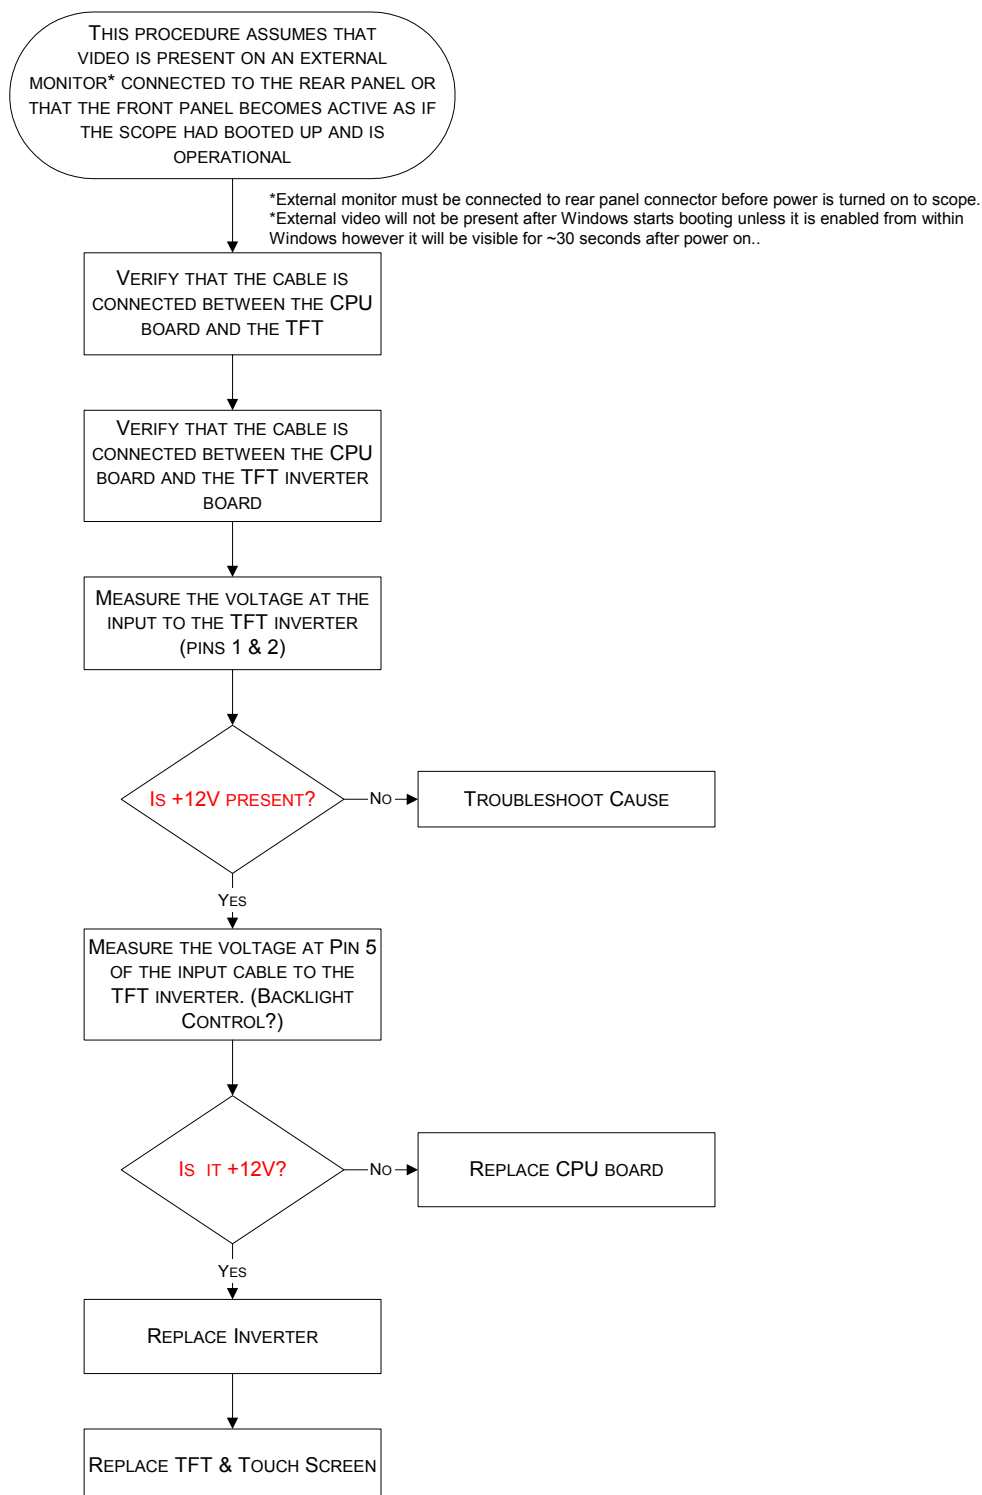 THIS PROCEDURE ASSUMES THAT
VIDEO IS PRESENT ON AN EXTERNAL
MONITOR* CONNECTED TO THE REAR PANEL OR
THAT THE FRONT PANEL BECOMES ACTIVE AS IF
THE SCOPE HAD BOOTED UP AND IS
OPERATIONAL
*External monitor must be connected to rear panel connector before power is turned on to scope.
*External video will not be present after Windows starts booting unless it is enabled from within
Windows however it will be visible for ~30 seconds after power on..
VERIFY THAT THE CABLE IS
CONNECTED BETWEEN THE CPU
BOARD AND THE TFT
VERIFY THAT THE CABLE IS
CONNECTED BETWEEN THE CPU
BOARD AND THE TFT INVERTER
BOARD
MEASURE THE VOLTAGE AT THE
INPUT TO THE TFT INVERTER
(PINS 1 & 2)
IS +12V PRESENT?
NO
TROUBLESHOOT CAUSE
YES
MEASURE THE VOLTAGE AT PIN 5
OF THE INPUT CABLE TO THE
TFT INVERTER. (BACKLIGHT
CONTROL?)
IS IT +12V?
NO
REPLACE CPU BOARD
YES
REPLACE INVERTER
REPLACE TFT & TOUCH SCREEN